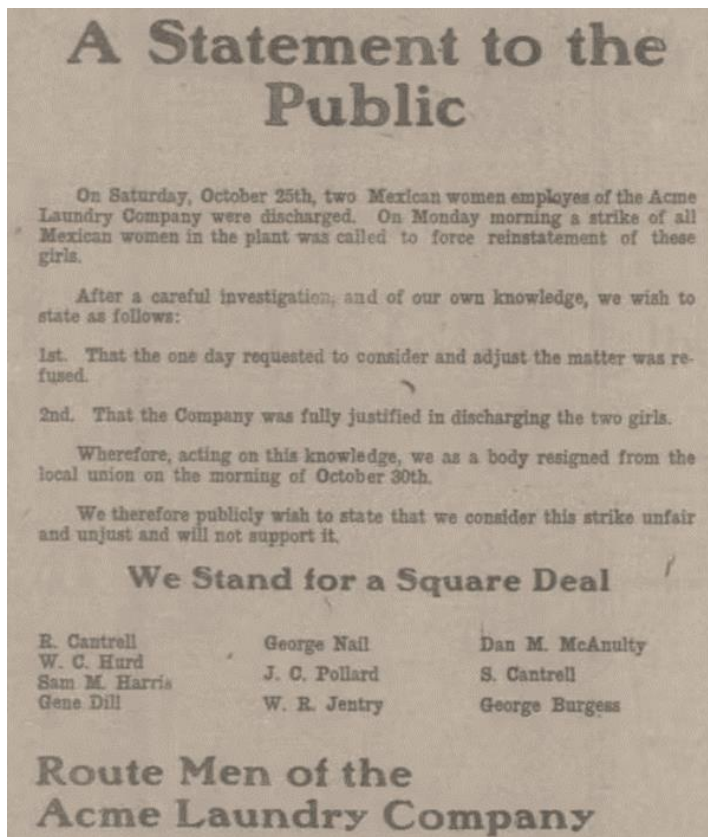 A Statement to the
Public
On Saturday, October 25th, two Mexican women employes of the Acme
Laundry Company were discharged. On Monday morning a strike of all
Mexican women in the plant was called to force reinstatement of these
girls.
After a careful investigation, and of our own knowledge, we wish to
state as follows:
1st. That the one day requested to consider and adjust the matter was re-
fused.
2nd. That the Company was fully justified in discharging the two girls.
Wherefore, acting on this knowledge, we as a body resigned from the
local union on the morning of October 30th.
We therefore publicly wish to state that we consider this strike unfair
and unjust and will not support it.
We Stand for a Square Deal
R. Cantrell
W. C. Hurd
Sam M. Harris
Gene Dill
George Nail
J. C. Pollard
W. R. Jentry
Dan M. McAnulty
S. Cantrell
George Burgess
Route Men of the
Acme Laundry Company